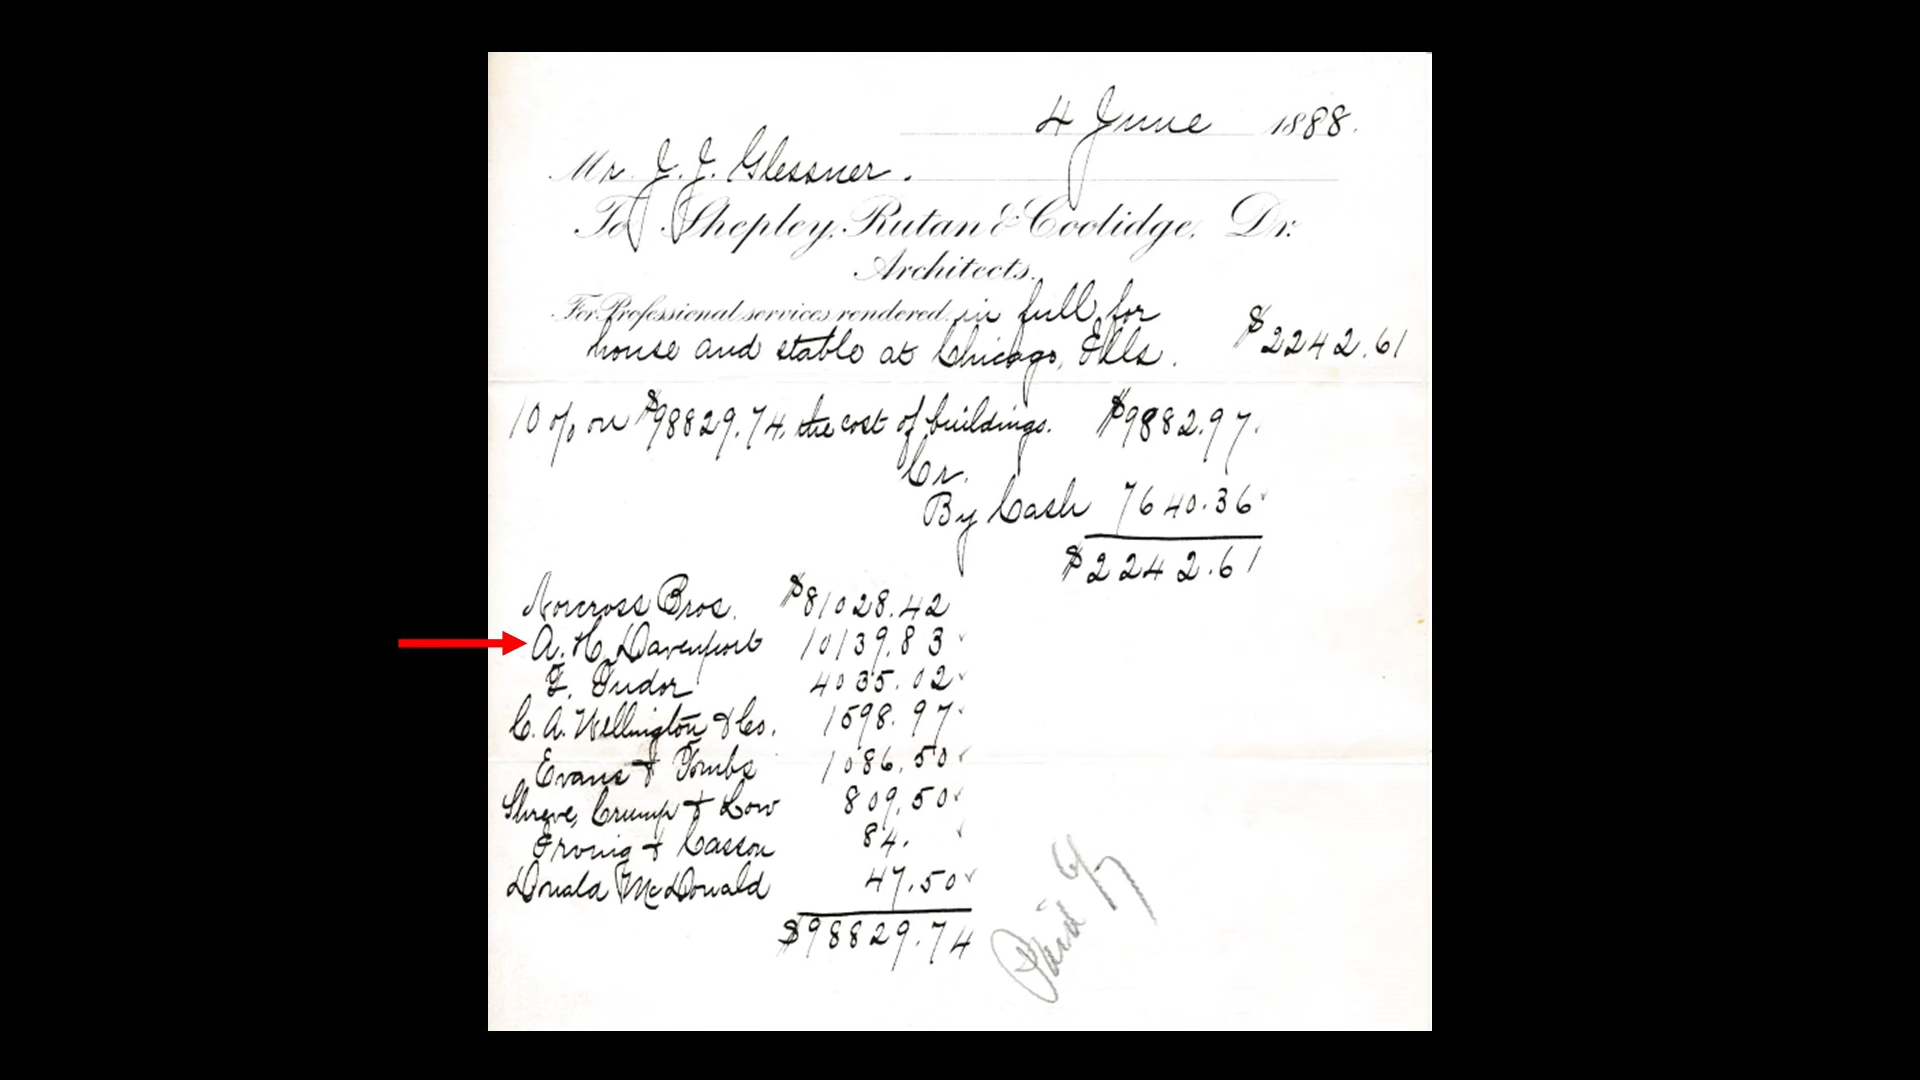 4 June 1888.
Mr. J. J. Glessner.
To Shepley, Rutan & Coolidge, Dr.
Architects.
For Professional services rendered in full for
house and stable at Chicago, Ills. $2242.61
10% on $98829.74, the cost of buildings. $9882.97
Cr.
By Cash 7640.36
$2242.61
Norcross Bros. $81028.42
A. H. Davenport 10139.83
F. Tudor 4035.02
C. A. Wellington & Co. 1598.97
Evans & Tombs 1086.50
Shreve, Crump & Low 809.50
Irving & Casson 84.
Donald McDonald 47.50
$98829.74
Paid